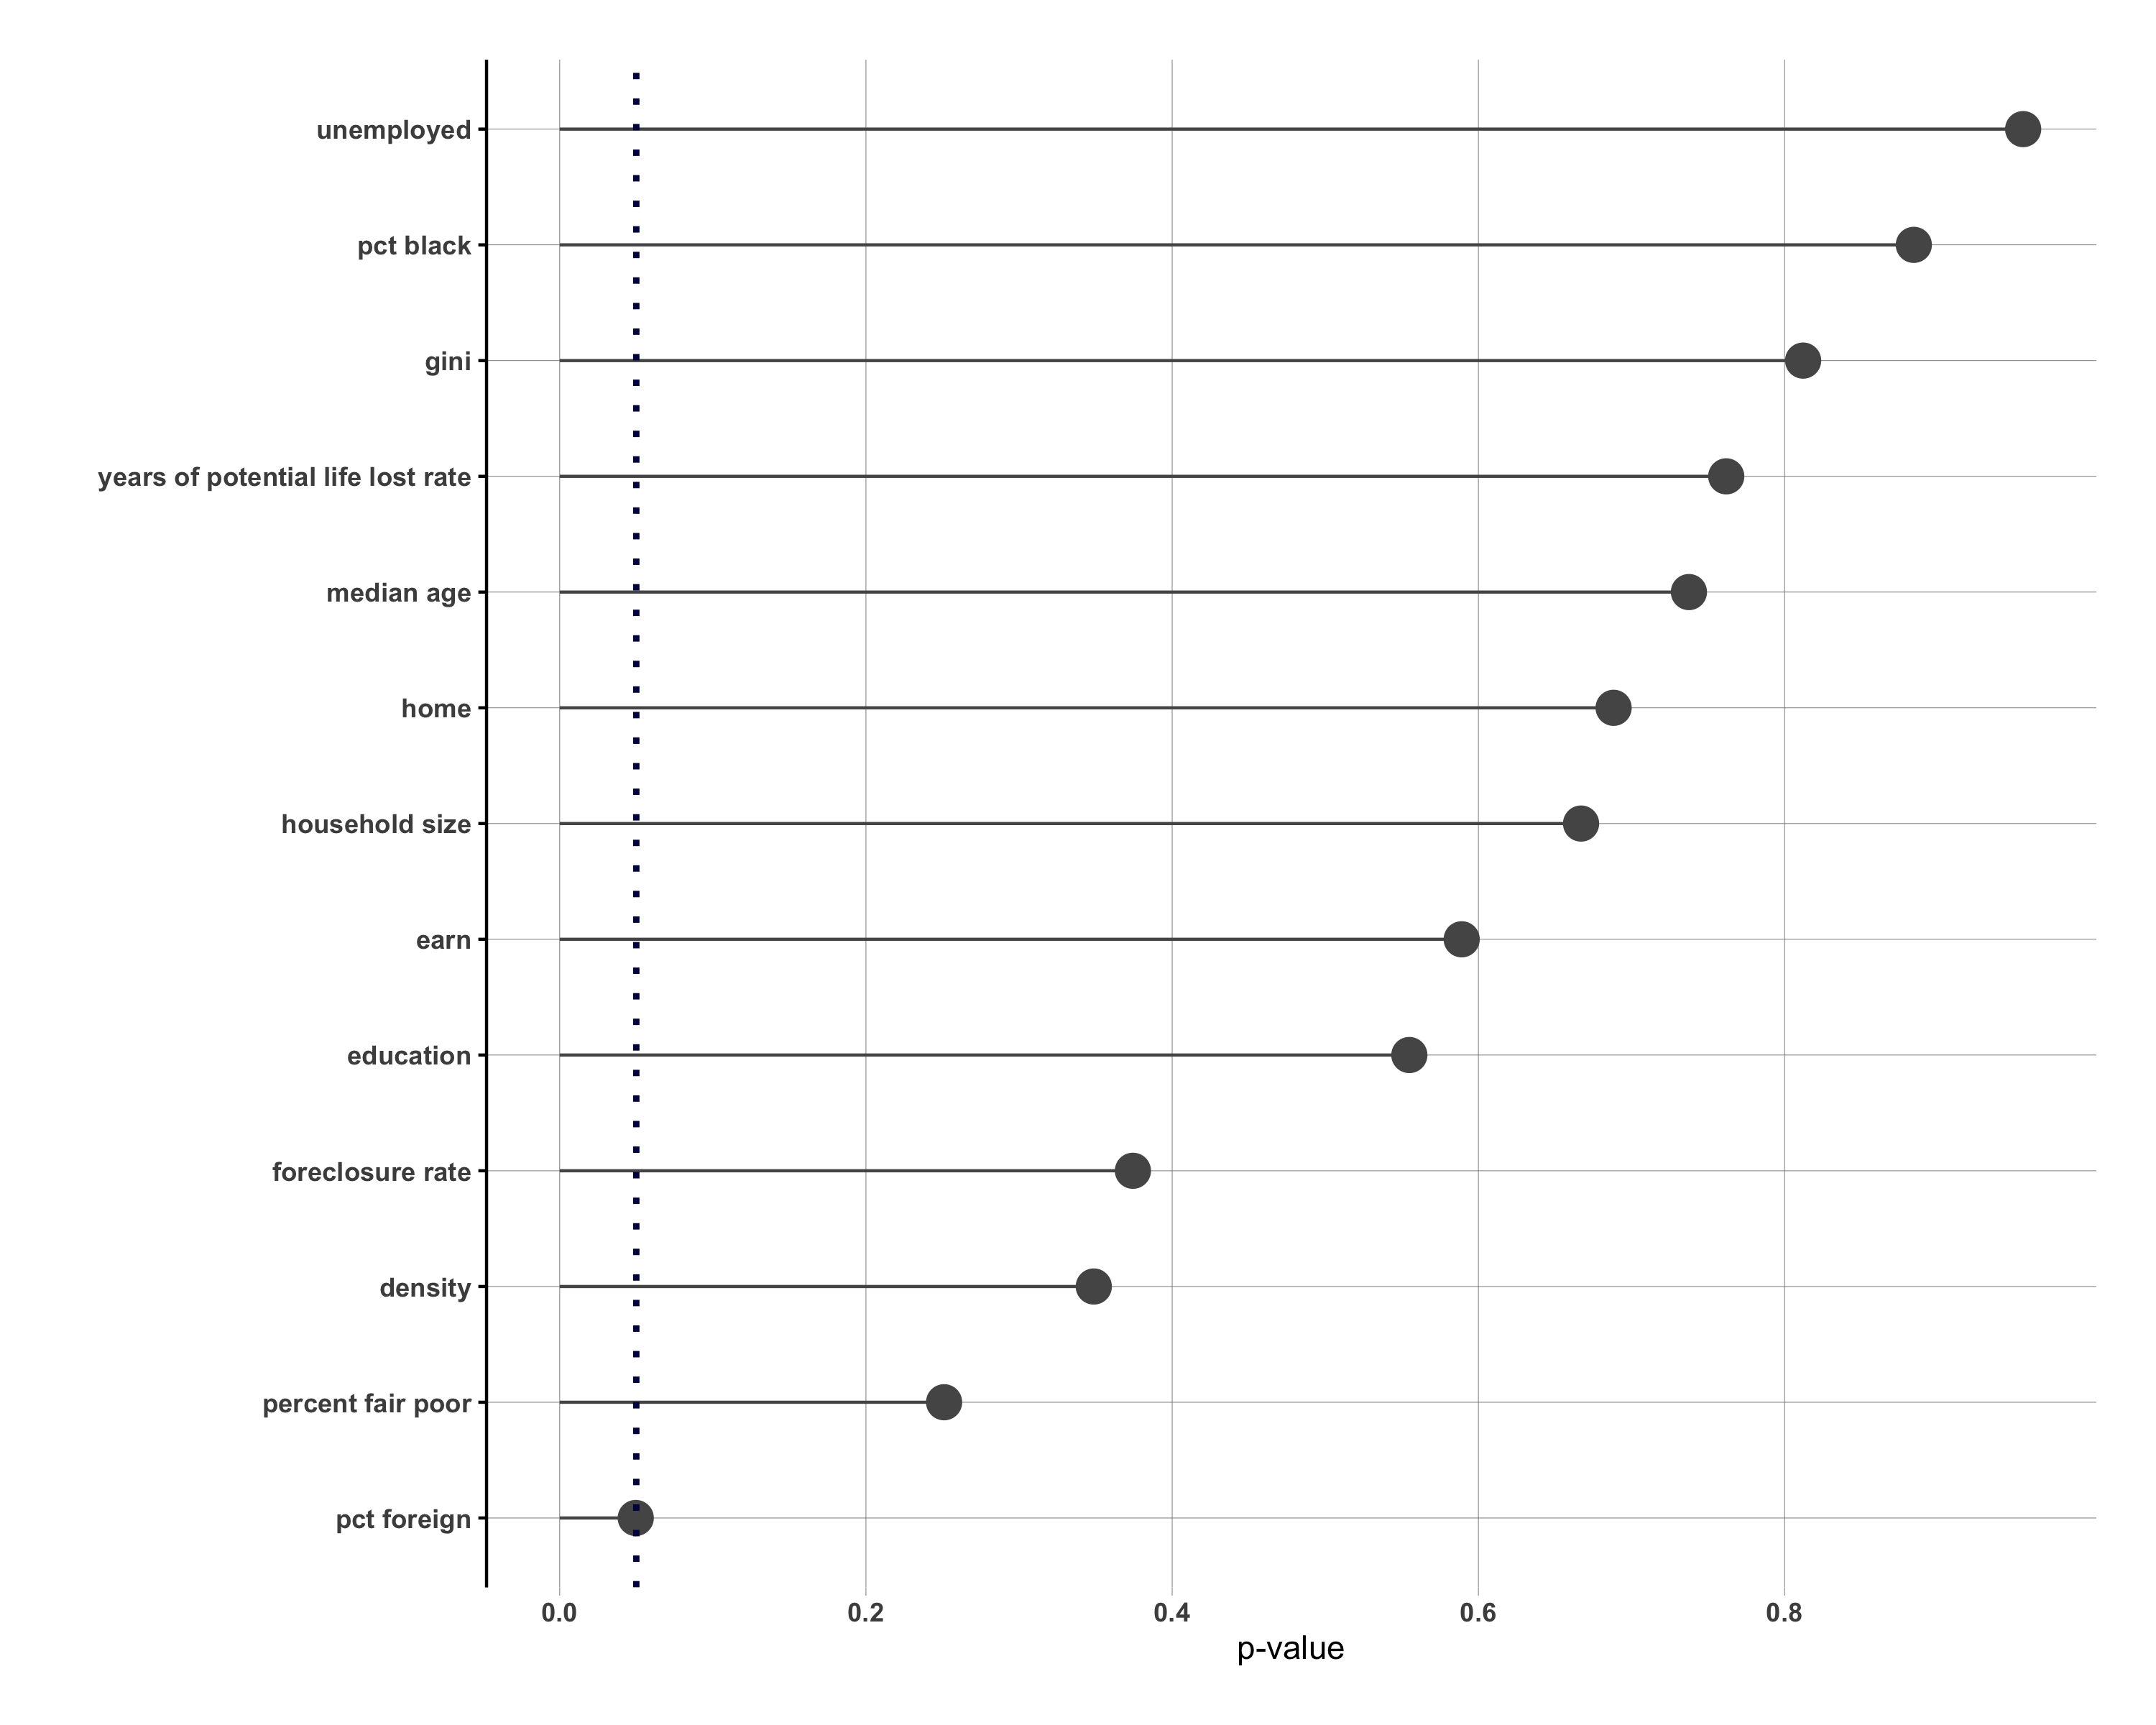 unemployed
pct black
gini
years of potential life lost rate
median age
home
household size
earn
education
foreclosure rate
density
percent fair poor
pct foreign
0.0 0.2 0.4 0.6 0.8
p-value